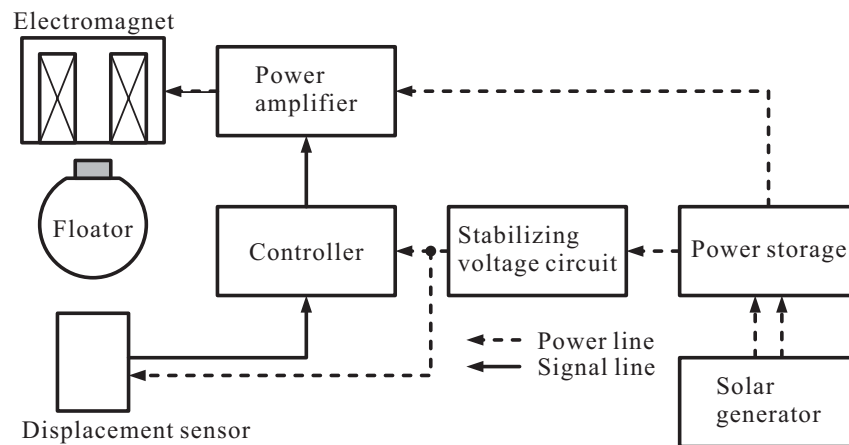 Electromagnet
Power
amplifier
Floator
Controller
Stabilizing
voltage circuit
Power storage
Power line
Signal line
Solar
generator
Displacement sensor